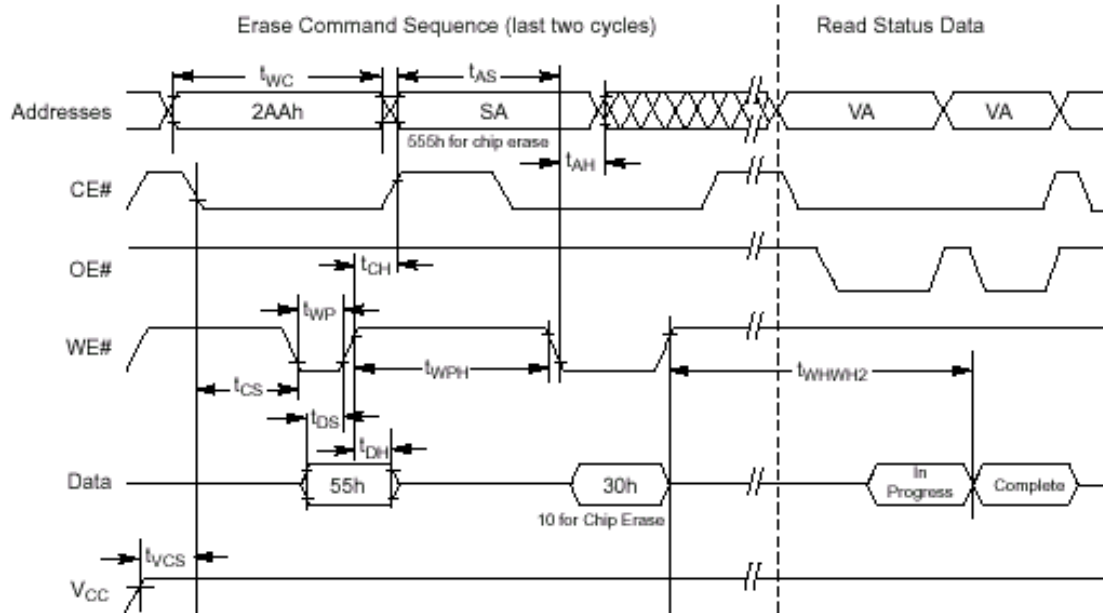 Erase Command Sequence (last two cycles)
Read Status Data
tWC
tAS
Addresses
2AAh
SA
VA
VA
555h for chip erase
tAH
CE#
OE#
tCH
tWP
WE#
tWPH
tWHWH2
tCS
tDS
tDH
Data
55h
30h
In
Progress
Complete
10 for Chip Erase
tVCS
VCC